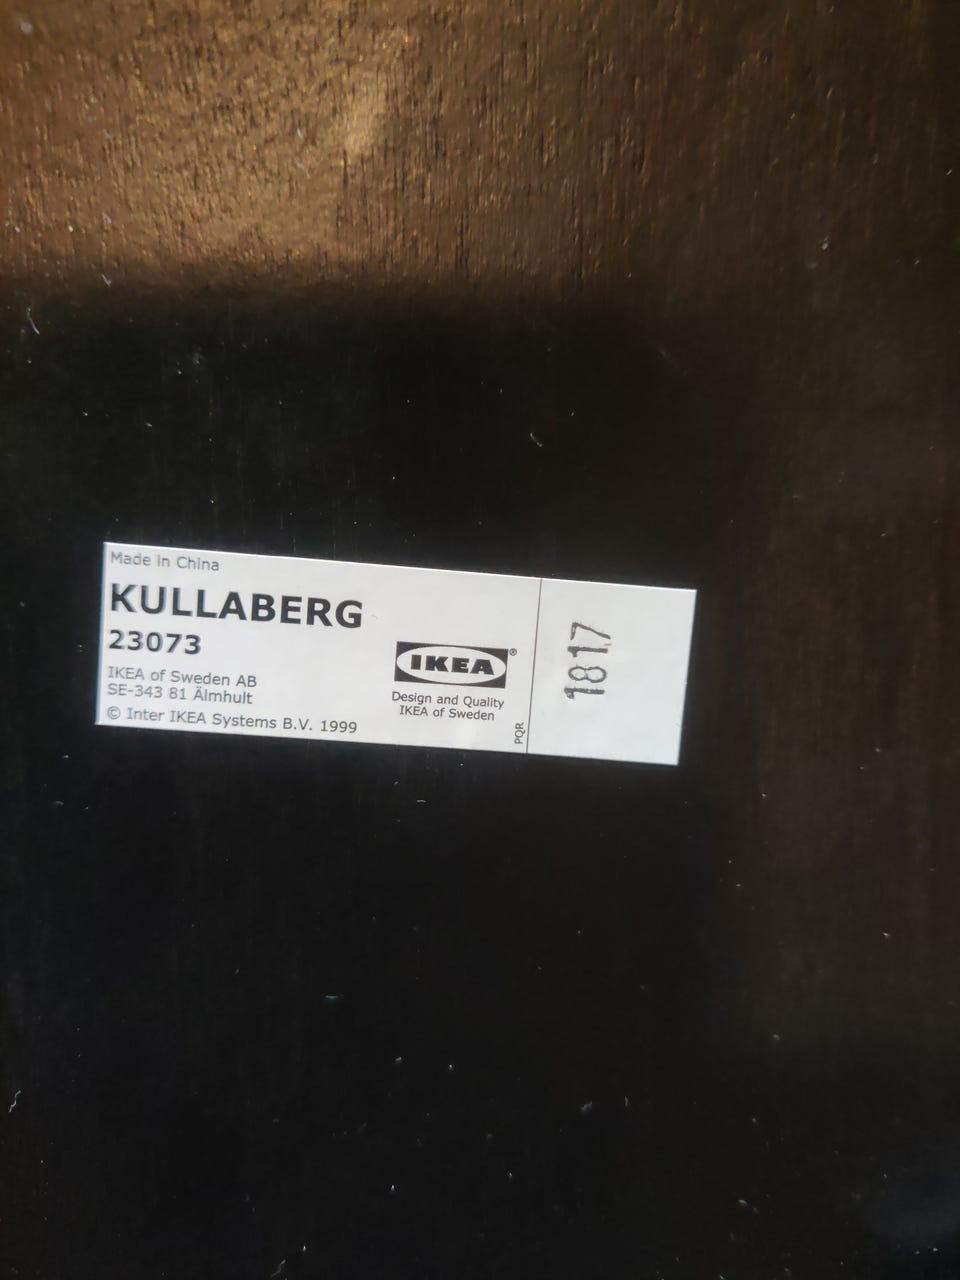 Made in China
KULLABERG
23073
IKEA of Sweden AB
SE-343 81 Älmhult
© Inter IKEA Systems B.V. 1999
IKEA®
Design and Quality
IKEA of Sweden
PQR
1817